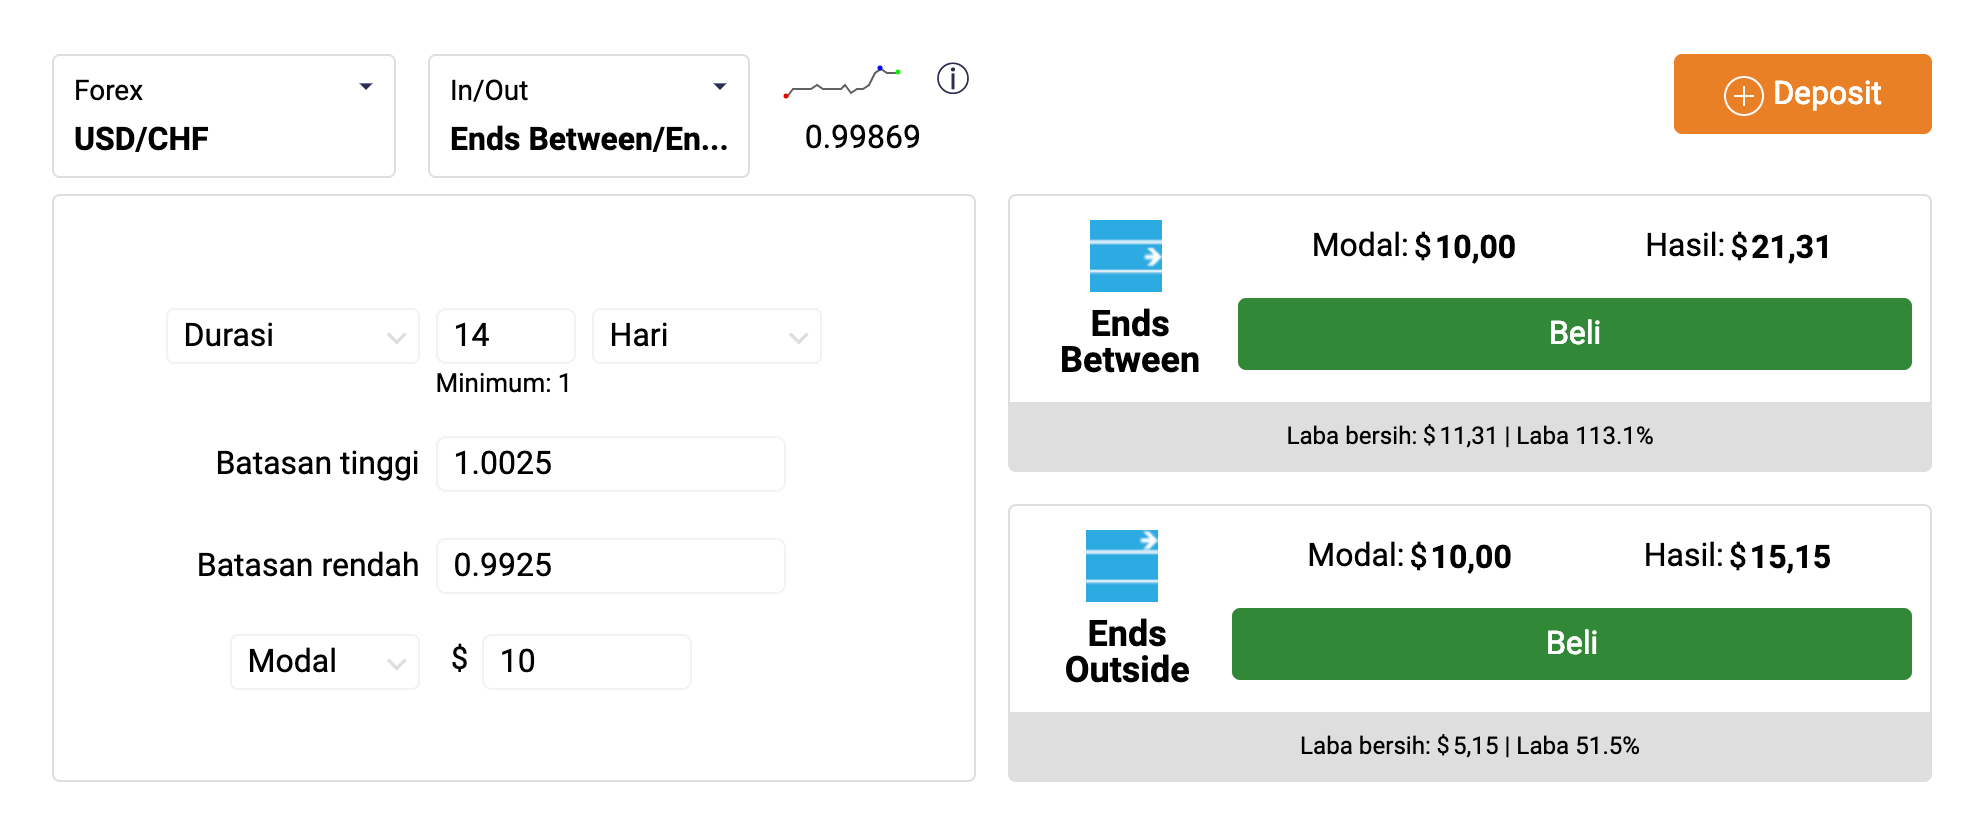 Forex
USD/CHF
In/Out
Ends Between/En...
0.99869
Deposit
Durasi
14
Hari
Minimum: 1
Batasan tinggi
1.0025
Batasan rendah
0.9925
Modal
$
10
Ends
Between
Modal: $10,00
Hasil: $21,31
Beli
Laba bersih: $11,31 | Laba 113.1%
Ends
Outside
Modal: $10,00
Hasil: $15,15
Beli
Laba bersih: $5,15 | Laba 51.5%